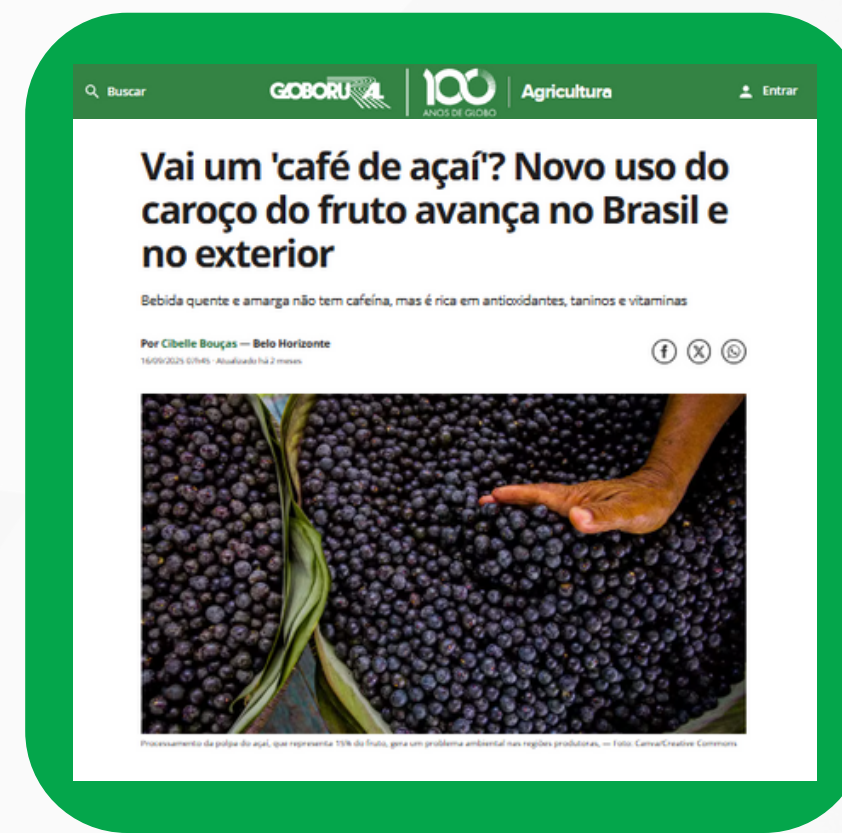 Buscar
GLOBORURAL
100
ANOS DE GLOBO
Agricultura
Entrar
Vai um 'café de açaí'? Novo uso do
caroço do fruto avança no Brasil e
no exterior
Bebida quente e amarga não tem cafeína, mas é rica em antioxidantes, taninos e vitaminas
Por Cibelle Bouças — Belo Horizonte
16/09/2025 07h45 · Atualizado há 2 meses
Processamento da polpa do açaí, que representa 15% do fruto, gera um problema ambiental nas regiões produtoras, — Foto: Canva/Creative Commons